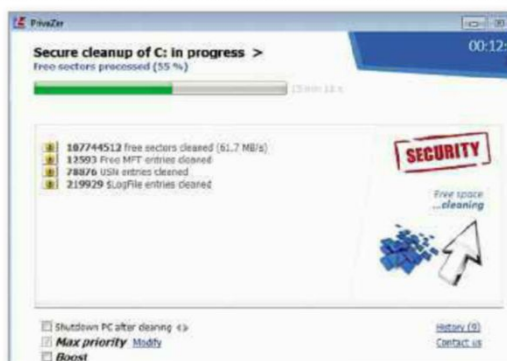 PrivaZer
Secure cleanup of C: in progress >
Free sectors processed (55 %)
00:12:
107744512 free sectors cleaned (61.7 MB/s)
12593 Free MFT entries cleaned
78876 USN entries cleaned
219929 $LogFile entries cleaned
SECURITY
Free space
...cleaning
Shutdown PC after cleaning <>
Max priority Modify
Boost
History (9)
Contact us